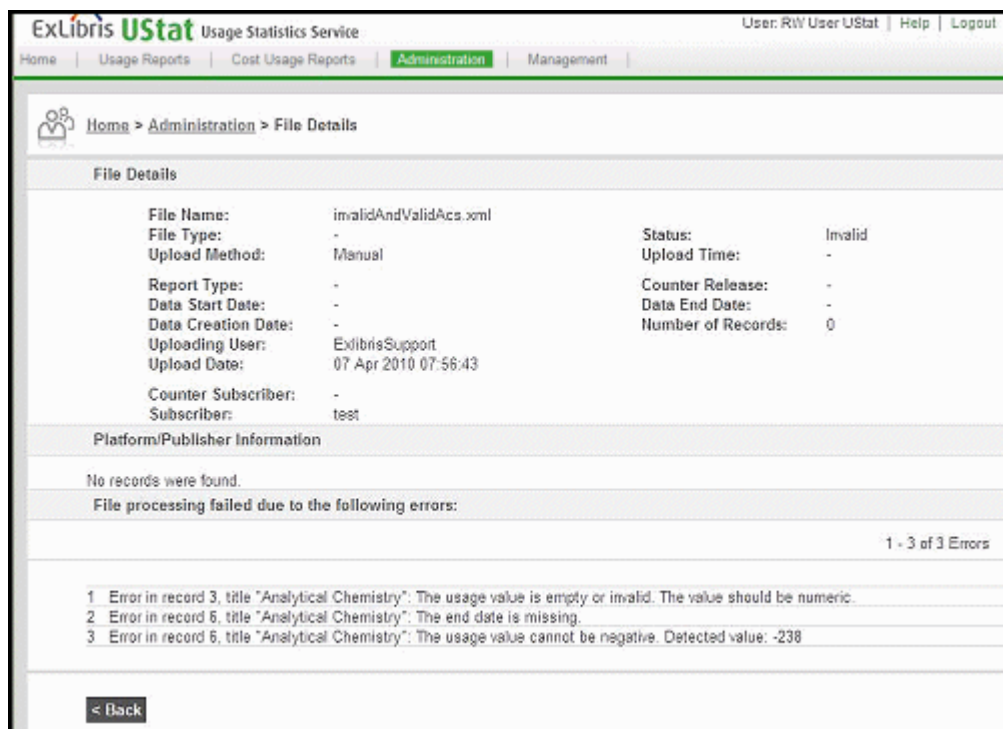 ExLibris UStat Usage Statistics Service
User: RW User UStat | Help | Logout
Home | Usage Reports | Cost Usage Reports | Administration | Management |
Home > Administration > File Details
File Details
File Name: invalidAndValidAcs.xml
File Type: - Status: Invalid
Upload Method: Manual Upload Time: -
Report Type: - Counter Release: -
Data Start Date: - Data End Date: -
Data Creation Date: - Number of Records: 0
Uploading User: ExlibrisSupport
Upload Date: 07 Apr 2010 07:56:43
Counter Subscriber: -
Subscriber: test
Platform/Publisher Information
No records were found.
File processing failed due to the following errors:
1 - 3 of 3 Errors
1 Error in record 3, title "Analytical Chemistry": The usage value is empty or invalid. The value should be numeric.
2 Error in record 6, title "Analytical Chemistry": The end date is missing.
3 Error in record 6, title "Analytical Chemistry": The usage value cannot be negative. Detected value: -238
< Back